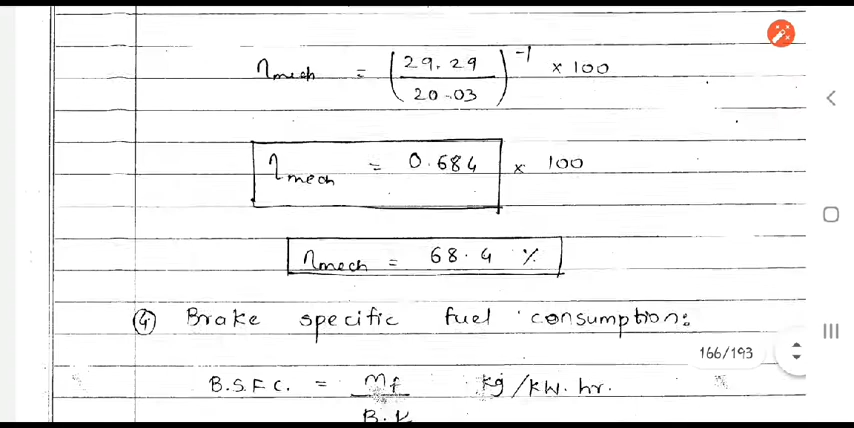 ηmech = (29.29 / 20.03)⁻¹ × 100
ηmech = 0.684 × 100
ηmech = 68.4 %
④ Brake specific fuel consumption:
166/193
B.S.F.C. = mf / B.P kg/kw.hr.